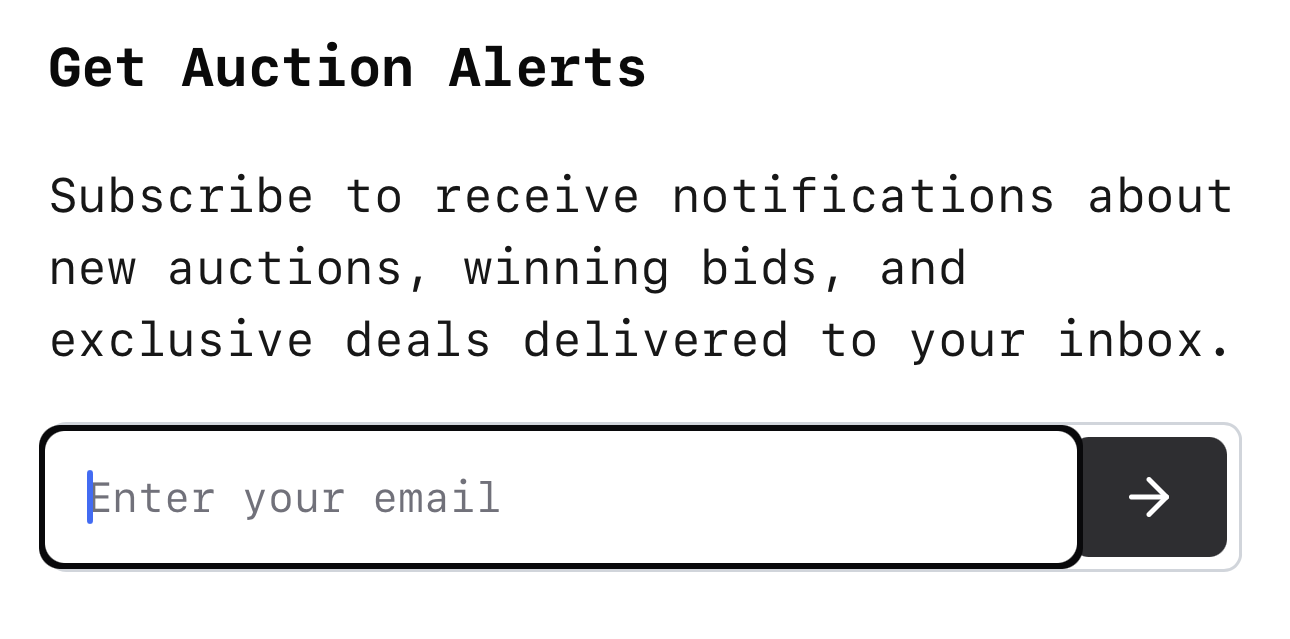 Get Auction Alerts
Subscribe to receive notifications about
new auctions, winning bids, and
exclusive deals delivered to your inbox.
Enter your email